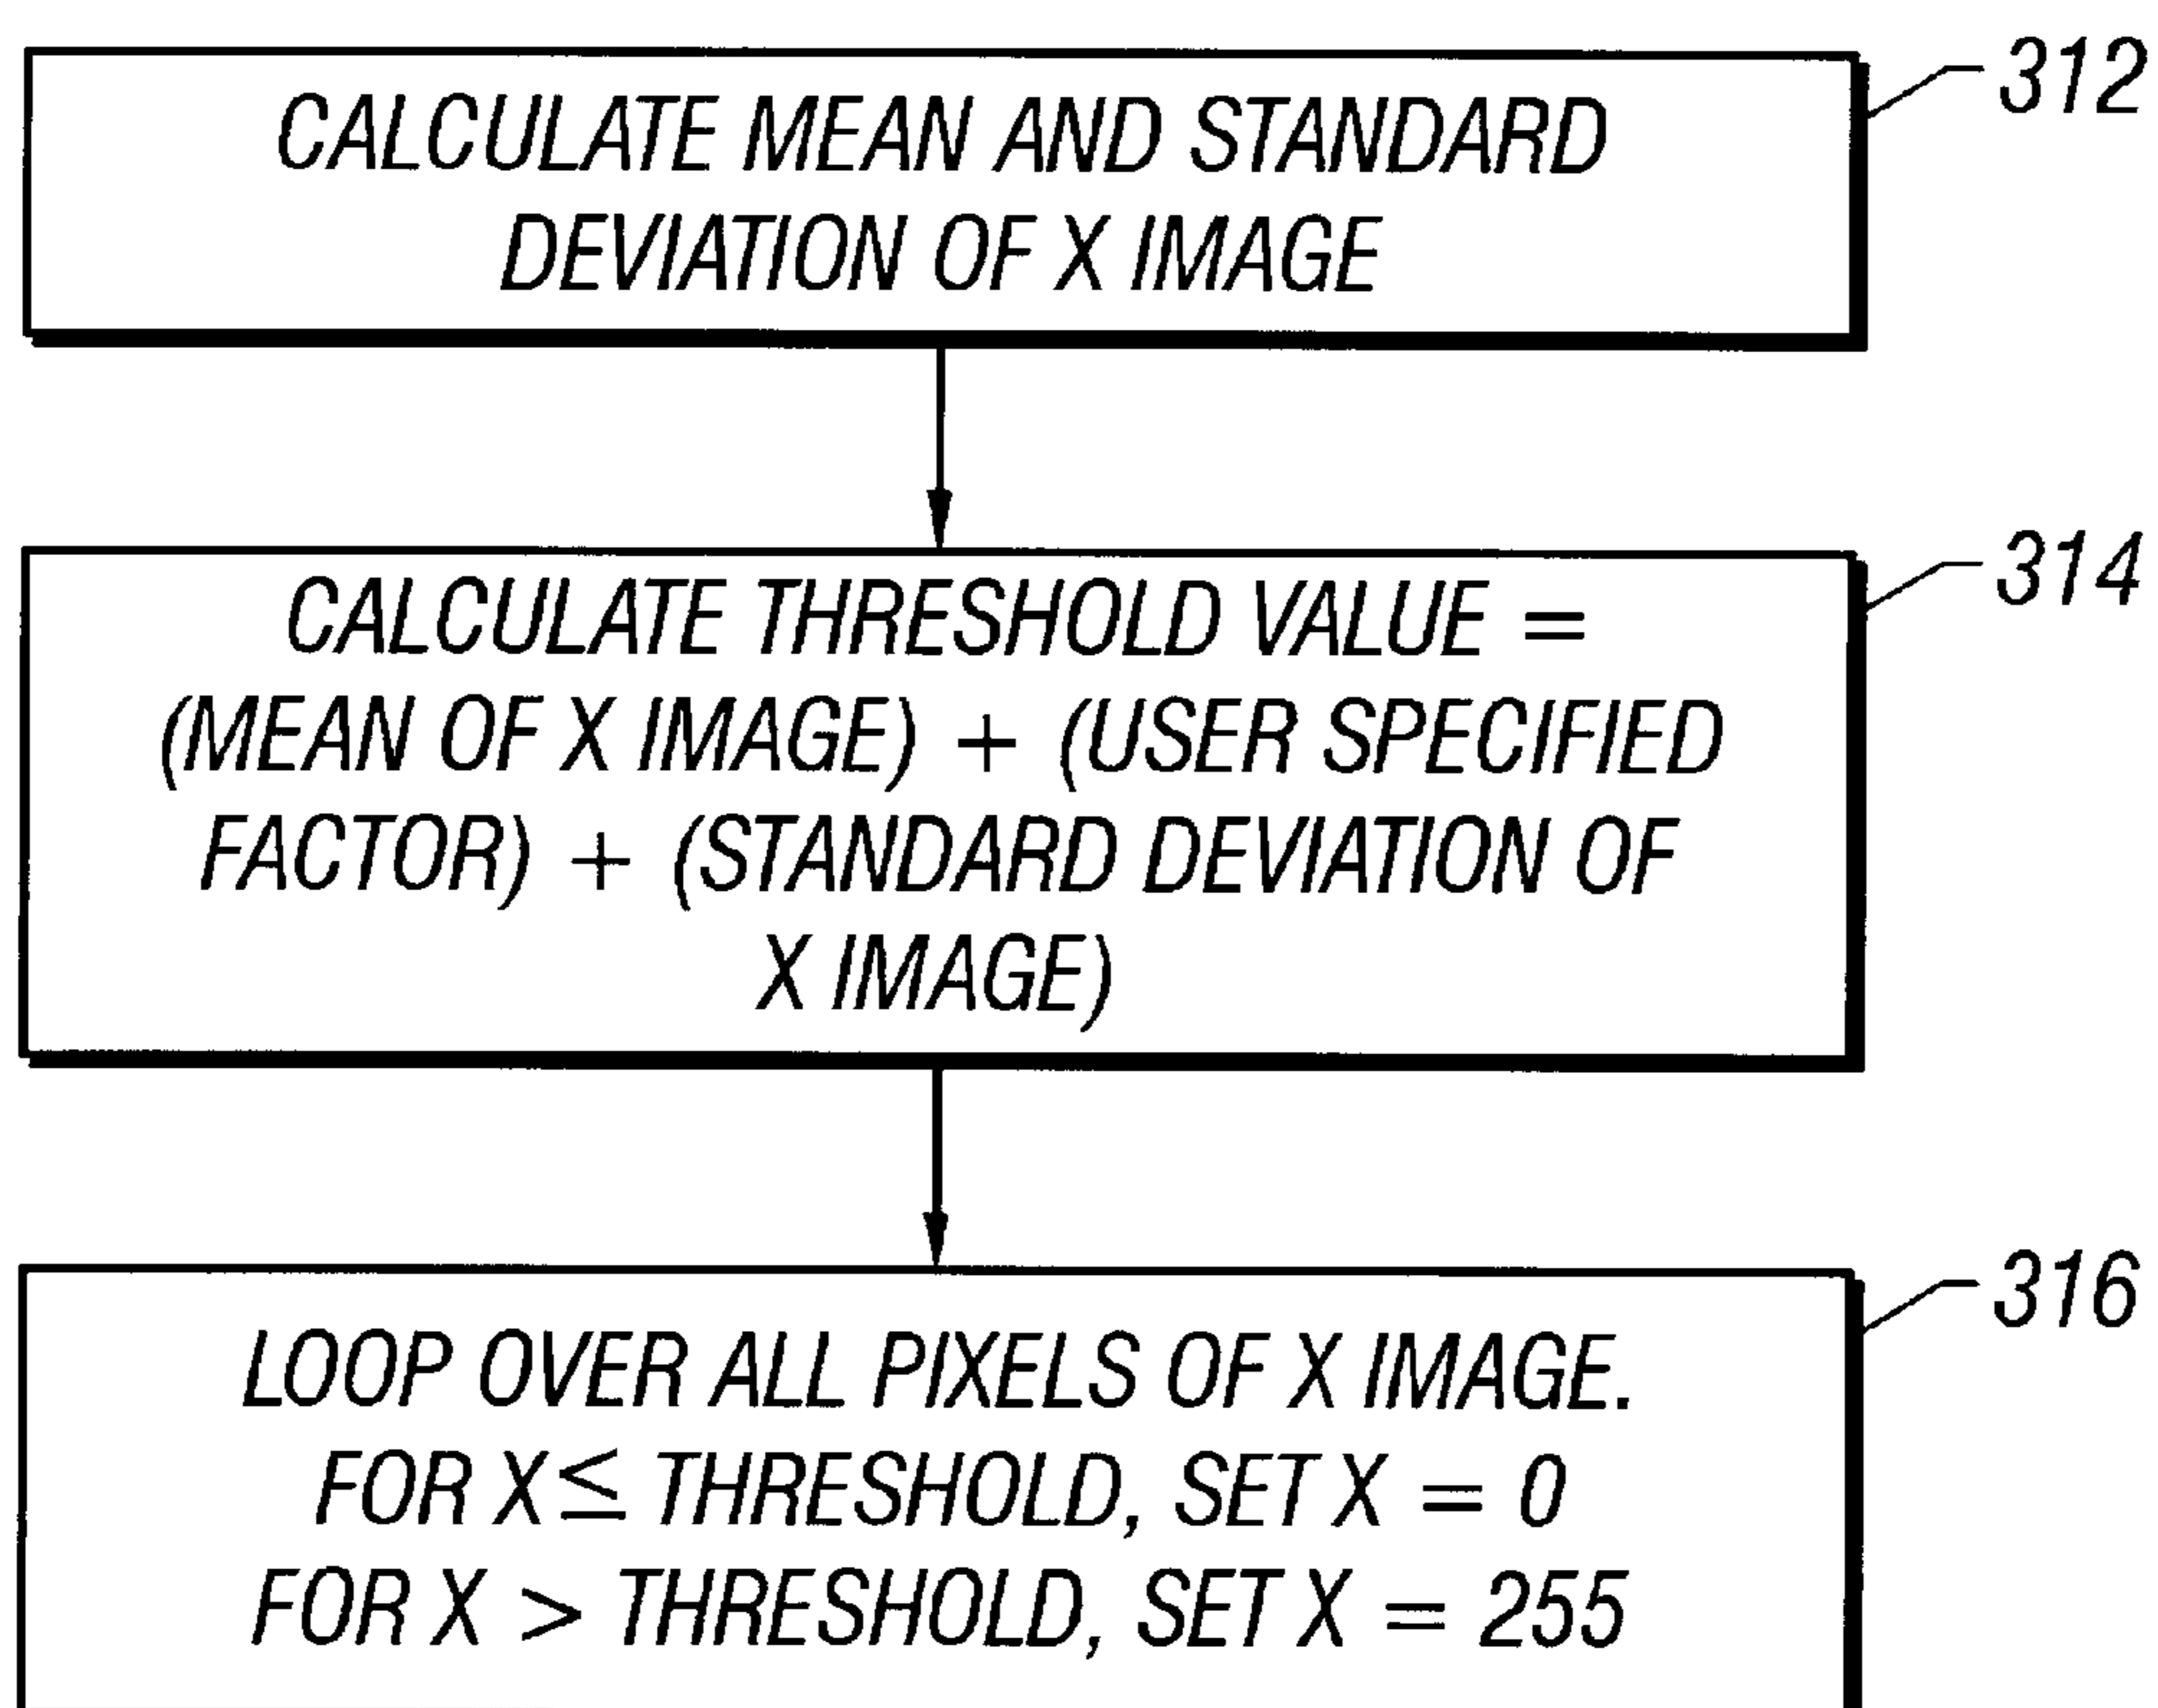 312
CALCULATE MEAN AND STANDARD
DEVIATION OF X IMAGE
314
CALCULATE THRESHOLD VALUE =
(MEAN OF X IMAGE) + (USER SPECIFIED
FACTOR) + (STANDARD DEVIATION OF
X IMAGE)
316
LOOP OVER ALL PIXELS OF X IMAGE.
FOR X ≤ THRESHOLD, SET X = 0
FOR X > THRESHOLD, SET X = 255